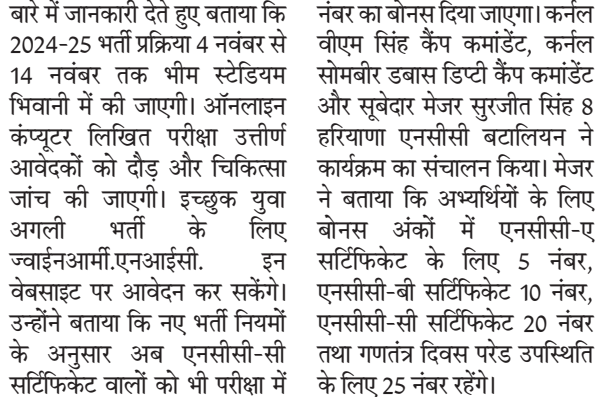 बारे में जानकारी देते हुए बताया कि
2024-25 भर्ती प्रक्रिया 4 नवंबर से
14 नवंबर तक भीम स्टेडियम
भिवानी में की जाएगी। ऑनलाइन
कंप्यूटर लिखित परीक्षा उत्तीर्ण
आवेदकों को दौड़ और चिकित्सा
जांच की जाएगी। इच्छुक युवा
अगली भर्ती के लिए
ज्वाईनआर्मी.एनआईसी. इन
वेबसाइट पर आवेदन कर सकेंगे।
उन्होंने बताया कि नए भर्ती नियमों
के अनुसार अब एनसीसी-सी
सर्टिफिकेट वालों को भी परीक्षा में
नंबर का बोनस दिया जाएगा। कर्नल
वीएम सिंह कैंप कमांडेंट, कर्नल
सोमबीर डबास डिप्टी कैंप कमांडेंट
और सूबेदार मेजर सुरजीत सिंह 8
हरियाणा एनसीसी बटालियन ने
कार्यक्रम का संचालन किया। मेजर
ने बताया कि अभ्यर्थियों के लिए
बोनस अंकों में एनसीसी-ए
सर्टिफिकेट के लिए 5 नंबर,
एनसीसी-बी सर्टिफिकेट 10 नंबर,
एनसीसी-सी सर्टिफिकेट 20 नंबर
तथा गणतंत्र दिवस परेड उपस्थिति
के लिए 25 नंबर रहेंगे।